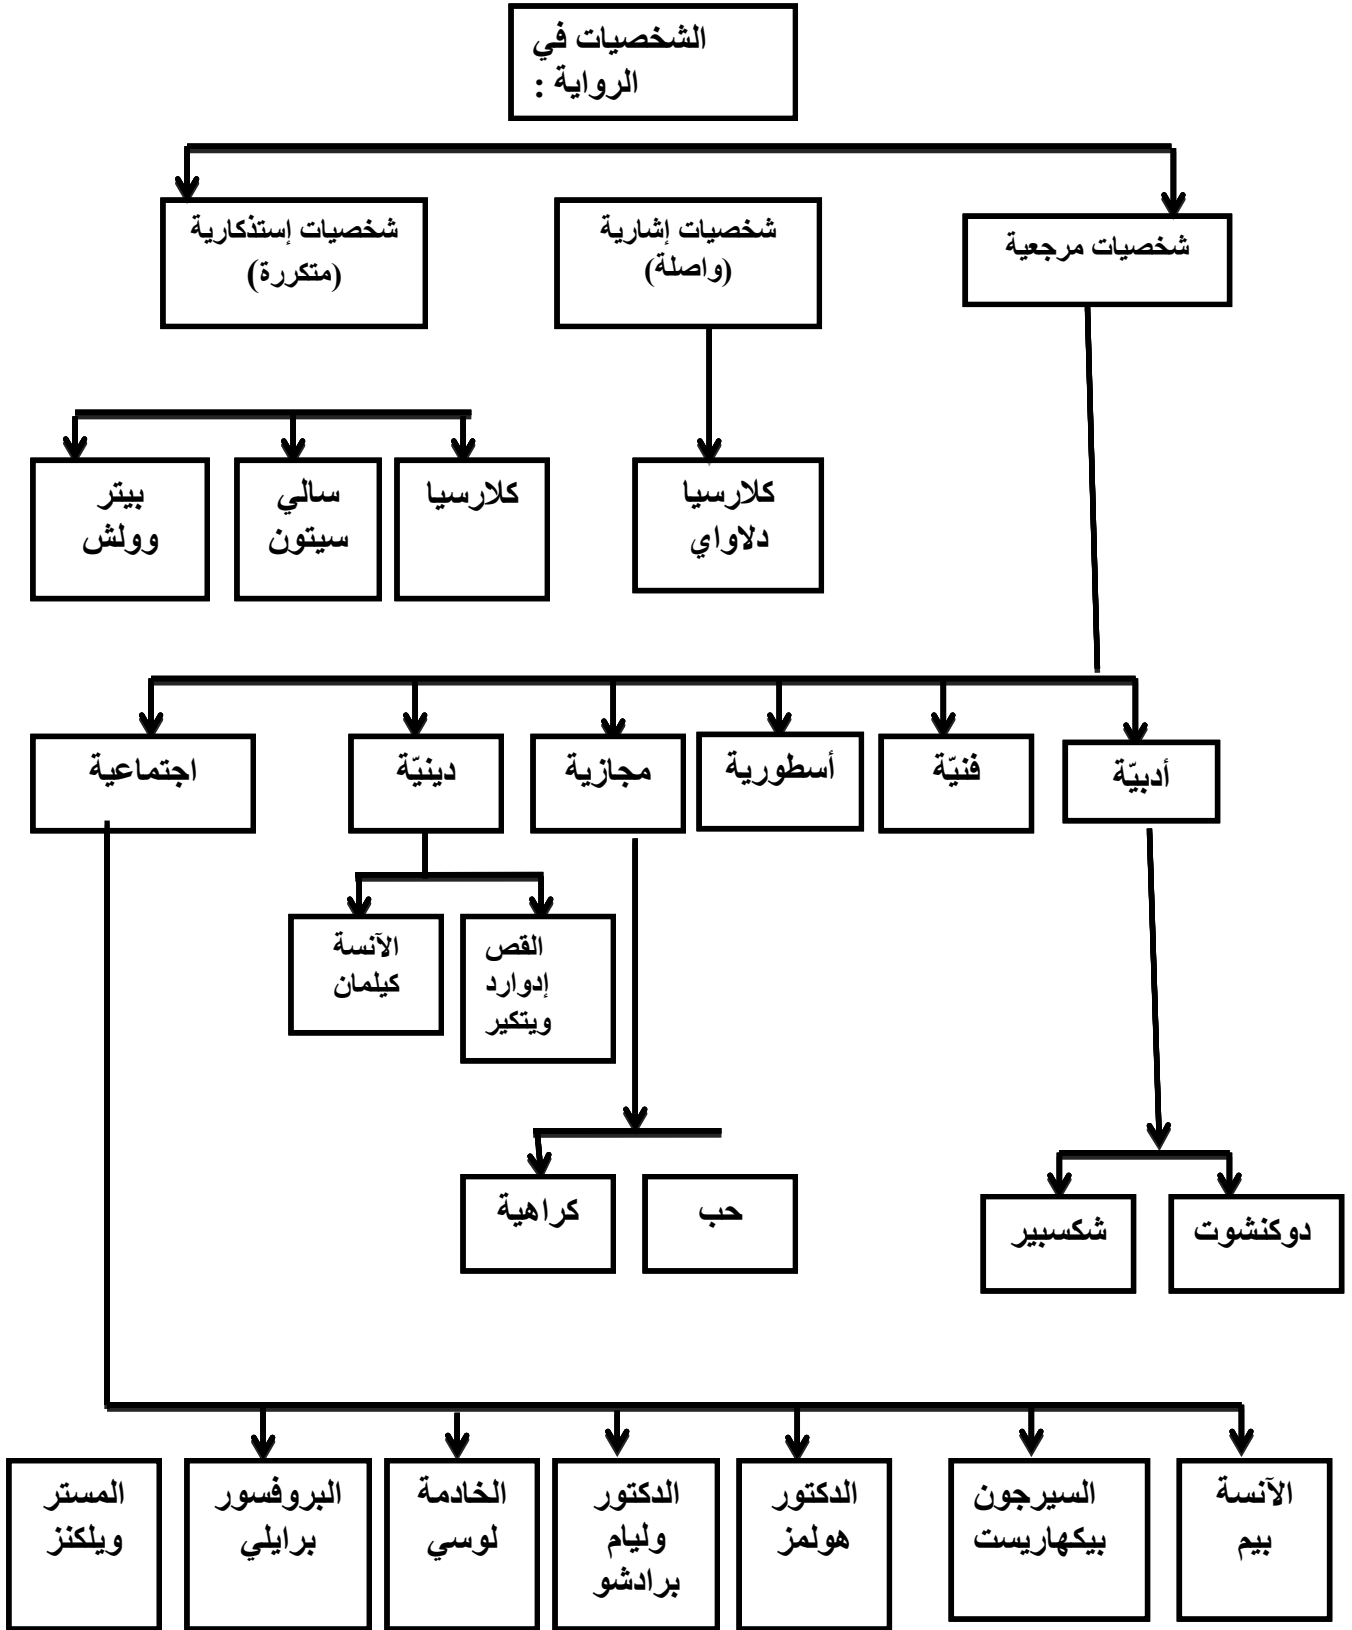 الشخصيات في
الرواية :
شخصيات مرجعية
شخصيات إشارية
(واصلة)
شخصيات إستذكارية
(متكررة)
كلارسيا
دلاواي
كلارسيا
سالي
سيتون
بيتر
وولش
أدبيّة
فنيّة
أسطورية
مجازية
دينيّة
اجتماعية
القص
إدوارد
ويتكير
الآنسة
كيلمان
دوكنشوت
شكسبير
حب
كراهية
الآنسة
بيم
السيرجون
بيكهاريست
الدكتور
هولمز
الدكتور
وليام
برادشو
الخادمة
لوسي
البروفسور
برايلي
المستر
ويلكنز